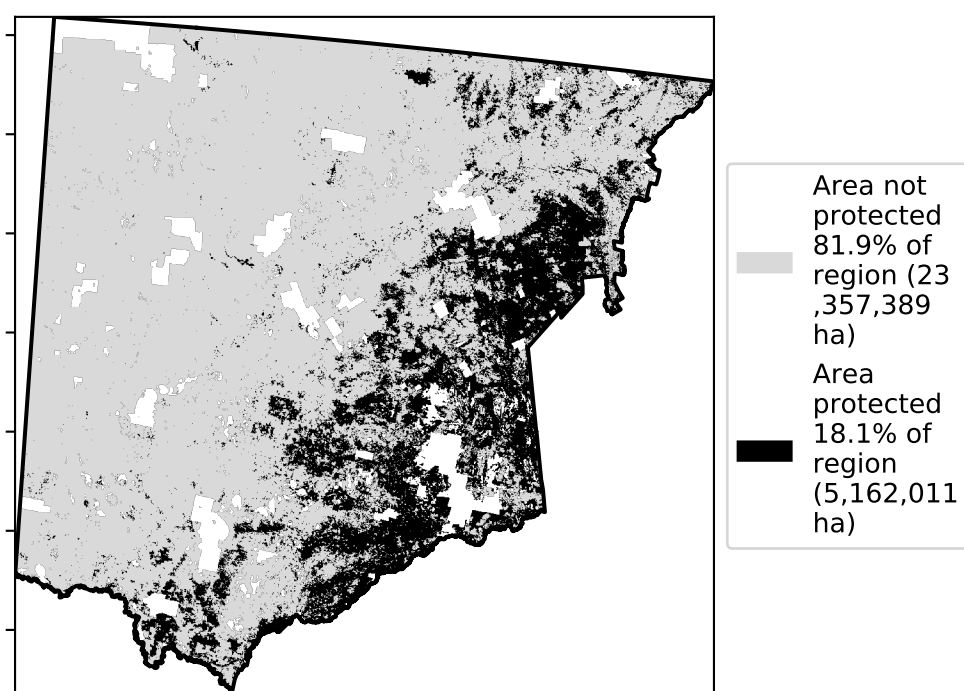 Area not
protected
81.9% of
region (23
,357,389
ha)
Area
protected
18.1% of
region
(5,162,011
ha)